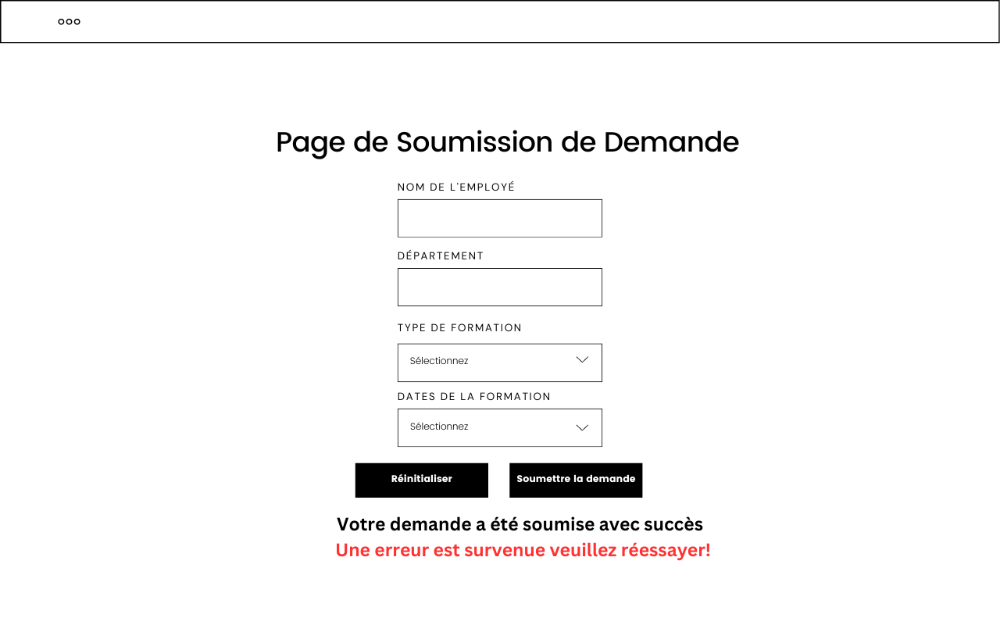 Page de Soumission de Demande
NOM DE L'EMPLOYÉ
DÉPARTEMENT
TYPE DE FORMATION
Sélectionnez
DATES DE LA FORMATION
Sélectionnez
Réinitialiser
Soumettre la demande
Votre demande a été soumise avec succès
Une erreur est survenue veuillez réessayer!